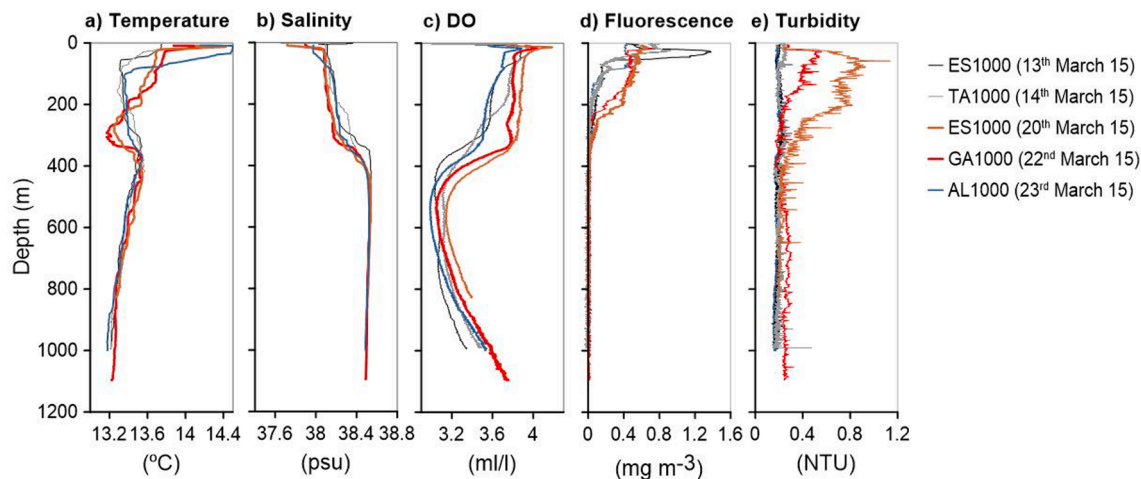 a) Temperature b) Salinity c) DO d) Fluorescence e) Turbidity
0
200
400
600
800
1000
1200
Depth (m)
13.2 13.6 14 14.4
37.6 38 38.4 38.8
3.2 3.6 4
0 0.4 0.8 1.2 1.6
0 0.4 0.8 1.2
(ºC) (psu) (ml/l) (mg m-3) (NTU)
ES1000 (13th March 15)
TA1000 (14th March 15)
ES1000 (20th March 15)
GA1000 (22nd March 15)
AL1000 (23rd March 15)